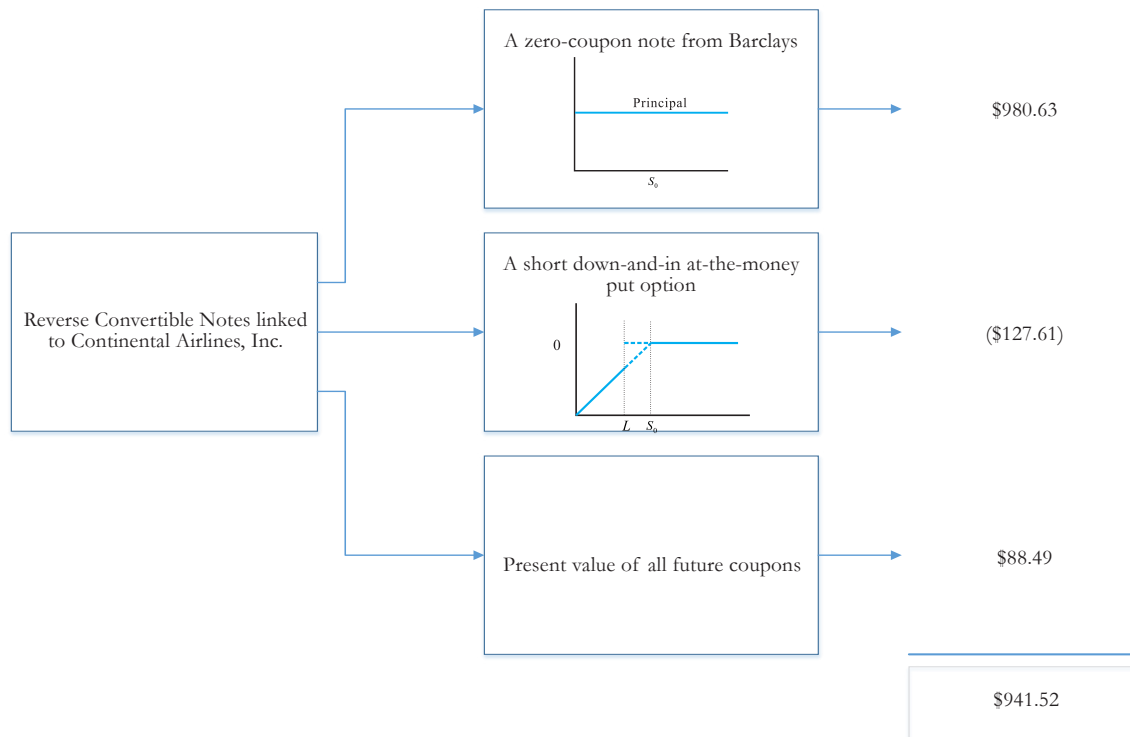 A zero-coupon note from Barclays
Principal
S₀
$980.63
Reverse Convertible Notes linked
to Continental Airlines, Inc.
A short down-and-in at-the-money
put option
0
L S₀
($127.61)
Present value of all future coupons
$88.49
$941.52